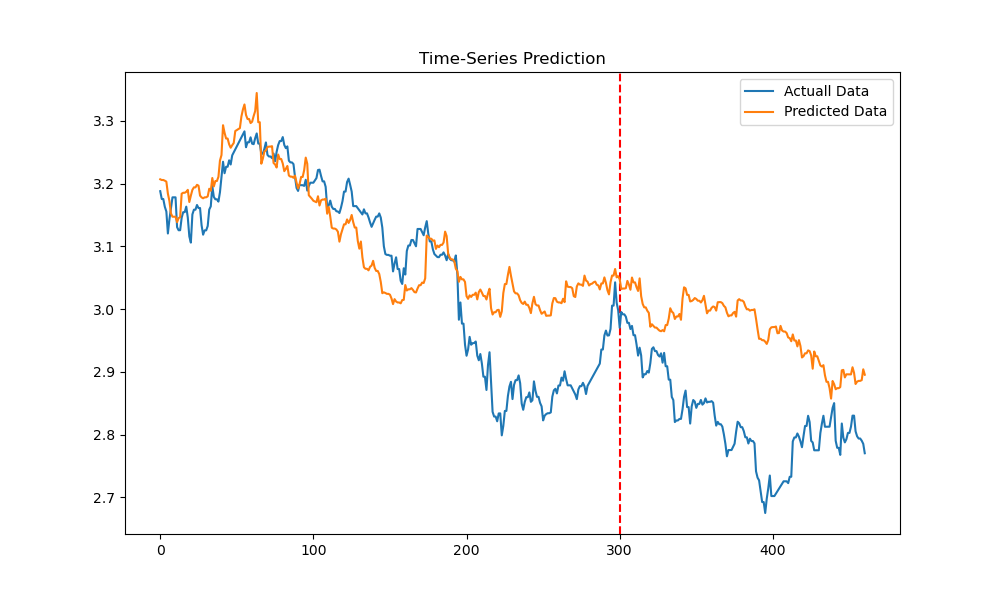 Time-Series Prediction
Actuall Data
Predicted Data
3.3
3.2
3.1
3.0
2.9
2.8
2.7
0 100 200 300 400